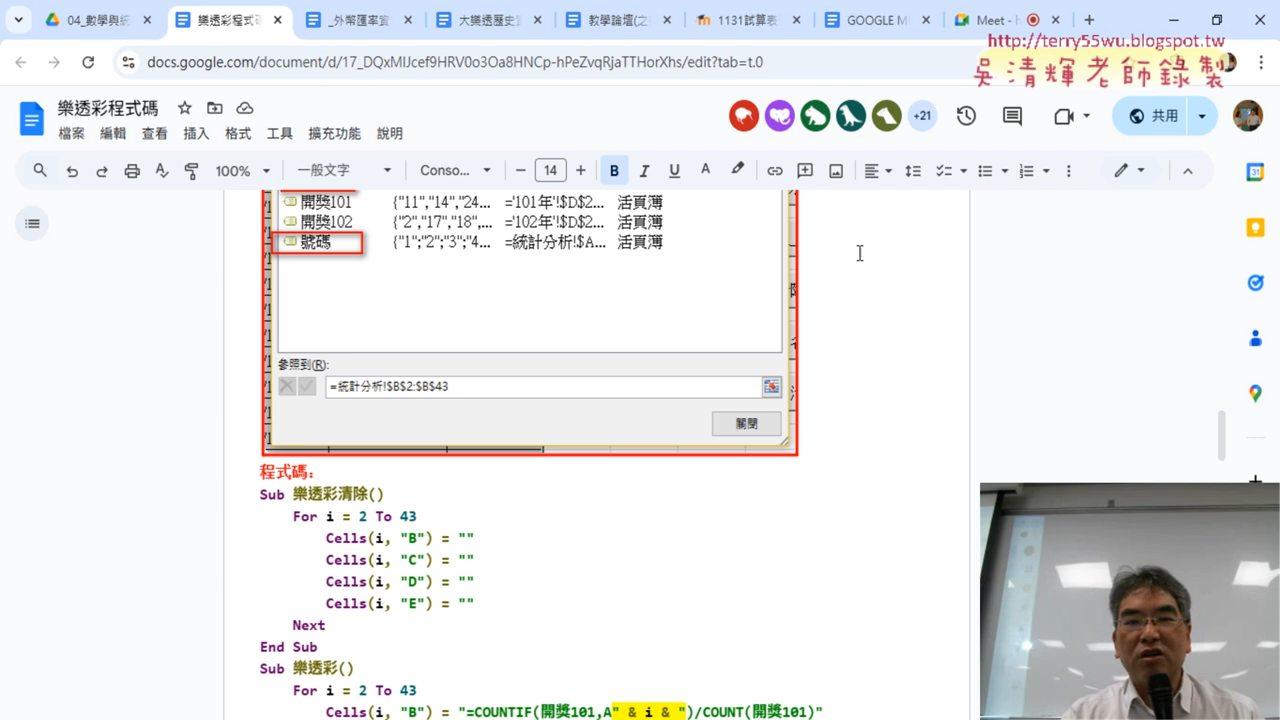 04_數學與統
樂透彩程式碼
_外幣匯率資
大樂透歷史
教學論壇(之
1131試算表
GOOGLE M
Meet -
http://terry55wu.blogspot.tw
吳清輝老師錄製
docs.google.com/document/d/17_DQxMIJcef9HRV0o3Oa8HNCp-hPeZvqRjaTTHorXhs/edit?tab=t.0
樂透彩程式碼
檔案 編輯 查看 插入 格式 工具 擴充功能 說明
+21
共用
100% 一般文字 Conso... 14 B I U A
開獎101 {"11","14","24... ='101年'!$D$2... 活頁簿
開獎102 {"2","17","18",... ='102年'!$D$2... 活頁簿
號碼 {"1";"2";"3";"4... =統計分析!$A... 活頁簿
參照到(R):
=統計分析!$B$2:$B$43
關閉
程式碼:
Sub 樂透彩清除()
For i = 2 To 43
Cells(i, "B") = ""
Cells(i, "C") = ""
Cells(i, "D") = ""
Cells(i, "E") = ""
Next
End Sub
Sub 樂透彩()
For i = 2 To 43
Cells(i, "B") = "=COUNTIF(開獎101,A" & i & ")/COUNT(開獎101)"